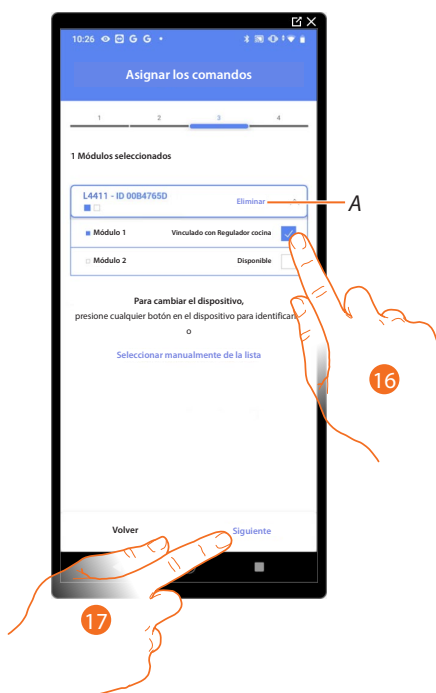 10:26 G G
Asignar los comandos
1 2 3 4
1 Módulos seleccionados
L4411 - ID 00B4765D
Eliminar
A
Módulo 1 Vinculado con Regulador cocina
Módulo 2 Disponible
Para cambiar el dispositivo,
presione cualquier botón en el dispositivo para identificar
o
Seleccionar manualmente de la lista
16
Volver Siguiente
17